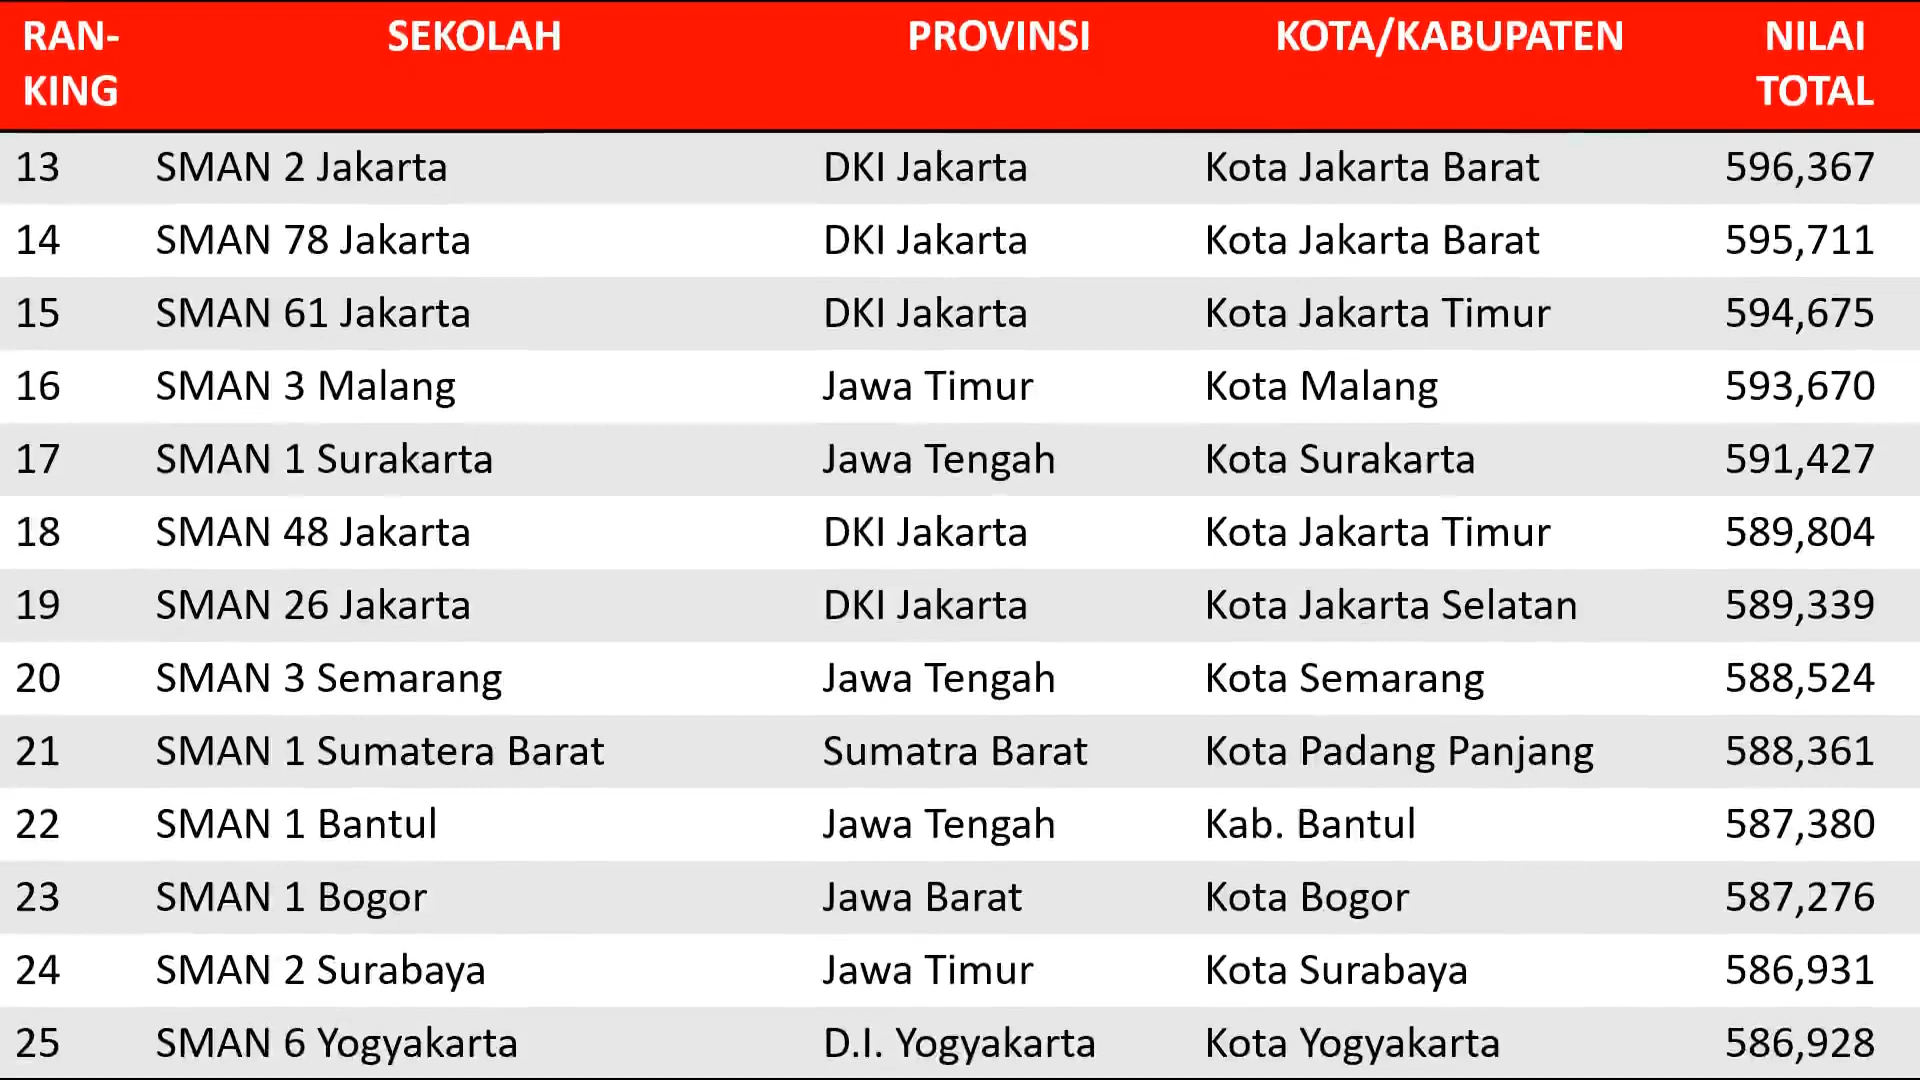 RAN-KING SEKOLAH PROVINSI KOTA/KABUPATEN NILAI TOTAL
13 SMAN 2 Jakarta DKI Jakarta Kota Jakarta Barat 596,367
14 SMAN 78 Jakarta DKI Jakarta Kota Jakarta Barat 595,711
15 SMAN 61 Jakarta DKI Jakarta Kota Jakarta Timur 594,675
16 SMAN 3 Malang Jawa Timur Kota Malang 593,670
17 SMAN 1 Surakarta Jawa Tengah Kota Surakarta 591,427
18 SMAN 48 Jakarta DKI Jakarta Kota Jakarta Timur 589,804
19 SMAN 26 Jakarta DKI Jakarta Kota Jakarta Selatan 589,339
20 SMAN 3 Semarang Jawa Tengah Kota Semarang 588,524
21 SMAN 1 Sumatera Barat Sumatra Barat Kota Padang Panjang 588,361
22 SMAN 1 Bantul Jawa Tengah Kab. Bantul 587,380
23 SMAN 1 Bogor Jawa Barat Kota Bogor 587,276
24 SMAN 2 Surabaya Jawa Timur Kota Surabaya 586,931
25 SMAN 6 Yogyakarta D.I. Yogyakarta Kota Yogyakarta 586,928